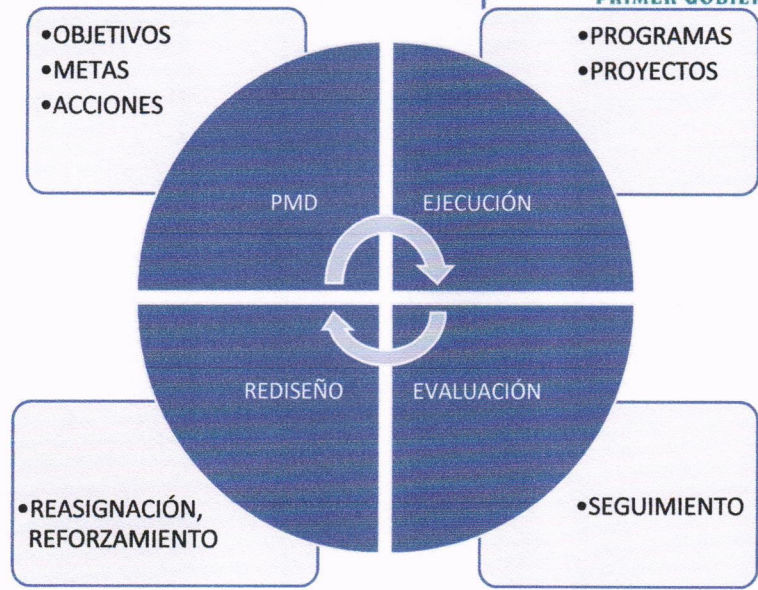 •OBJETIVOS
•METAS
•ACCIONES
•PROGRAMAS
•PROYECTOS
PMD
EJECUCIÓN
REDISEÑO
EVALUACIÓN
•REASIGNACIÓN,
REFORZAMIENTO
•SEGUIMIENTO